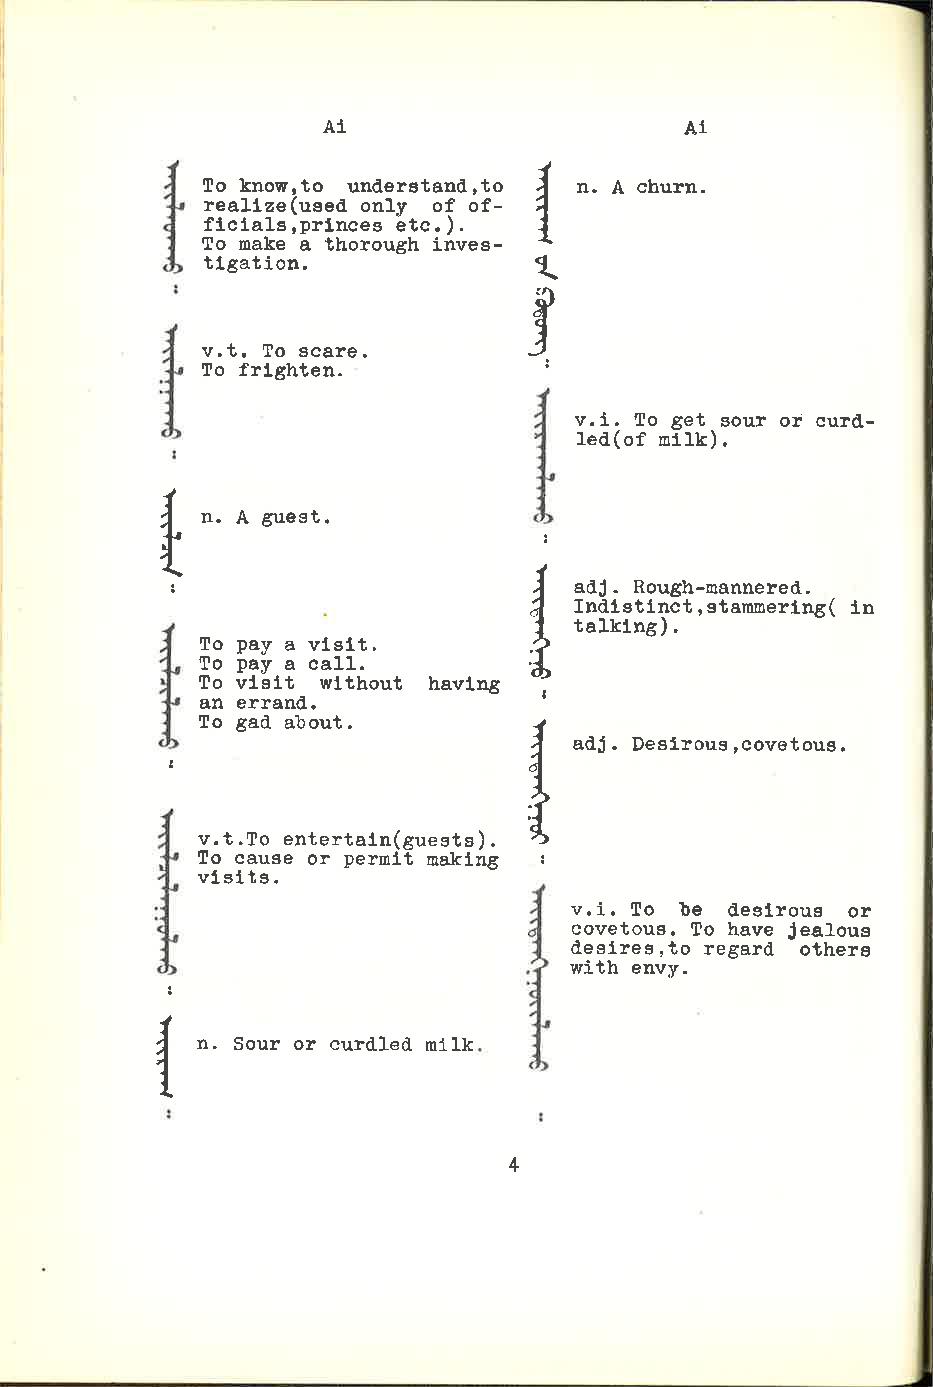 Ai
To know,to understand,to
realize(used only of of-
ficials,princes etc.).
To make a thorough inves-
tigation.
v.t. To scare.
To frighten.
n. A guest.
To pay a visit.
To pay a call.
To visit without having
an errand.
To gad about.
v.t.To entertain(guests).
To cause or permit making
visits.
n. Sour or curdled milk.
Ai
n. A churn.
v.i. To get sour or curd-
led(of milk).
adj. Rough-mannered.
Indistinct,stammering( in
talking).
adj. Desirous,covetous.
v.i. To be desirous or
covetous. To have jealous
desires,to regard others
with envy.
4